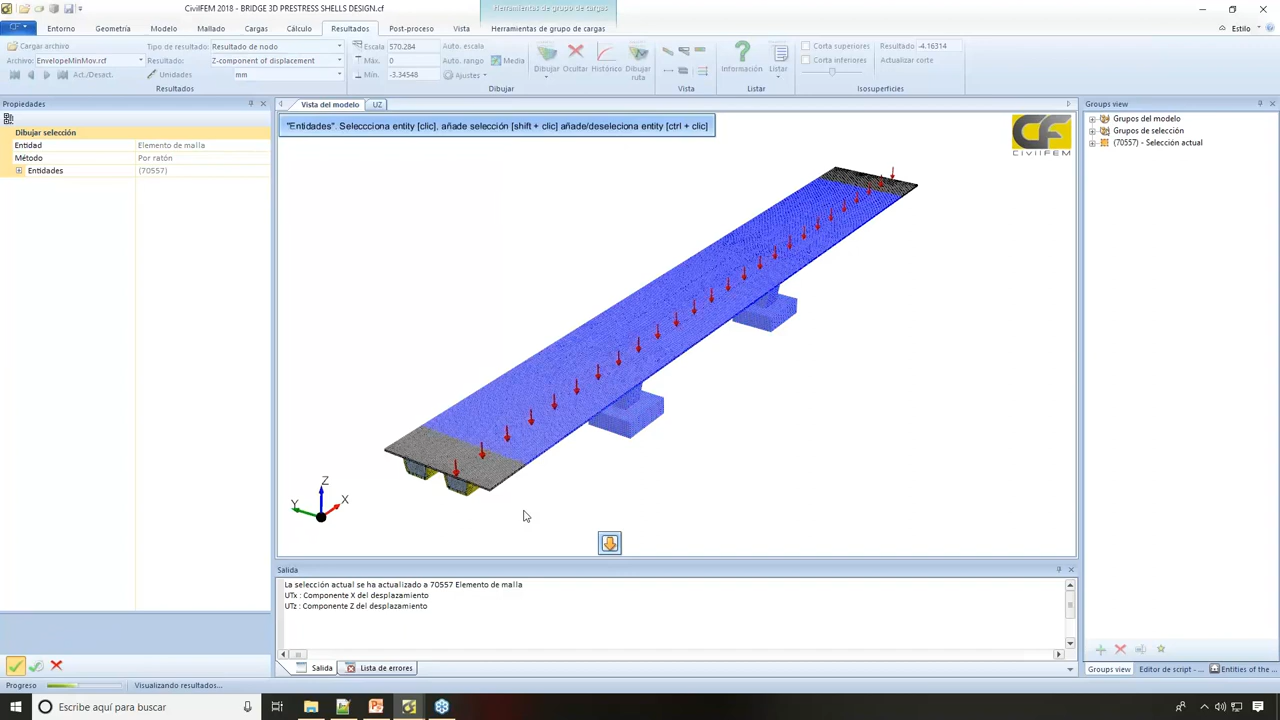 CivilFEM 2018 - BRIDGE 3D PRESTRESS SHELLS DESIGN.cf
Herramientas de grupo de cargas
CF
Entorno
Geometría
Modelo
Mallado
Cargas
Cálculo
Resultados
Post-proceso
Vista
Herramientas de grupo de cargas
Estilo
Cargar archivo
Tipo de resultado: Resultado de nodo
Escala 570.284 Auto. escala
Corta superiores
Resultado -4.16314
Archivo: EnvelopeMinMov.rcf
Resultado: Z-component of displacement
Máx. 0 Auto. rango
Media
Dibujar
Ocultar
Histórico
Dibujar ruta
Información
Listar
Corta inferiores
Actualizar corte
Act./Desact.
Unidades mm
Mín. -3.34548
Ajustes
Resultados
Dibujar
Vista
Listar
Isosuperficies
Propiedades
Vista del modelo
UZ
Groups view
Dibujar selección
Entidad Elemento de malla
Método Por ratón
Entidades (70557)
"Entidades". Selecciona entity [clic], añade selección [shift + clic] añade/deseleciona entity [ctrl + clic]
CIVILFEM
Grupos del modelo
Grupos de selección
(70557) - Selección actual
Z
Y
X
Salida
La selección actual se ha actualizado a 70557 Elemento de malla
UTx : Componente X del desplazamiento
UTz : Componente Z del desplazamiento
Salida
Lista de errores
Groups view
Editor de script -...
Entities of the ...
Progreso
Visualizando resultados...
Escribe aquí para buscar